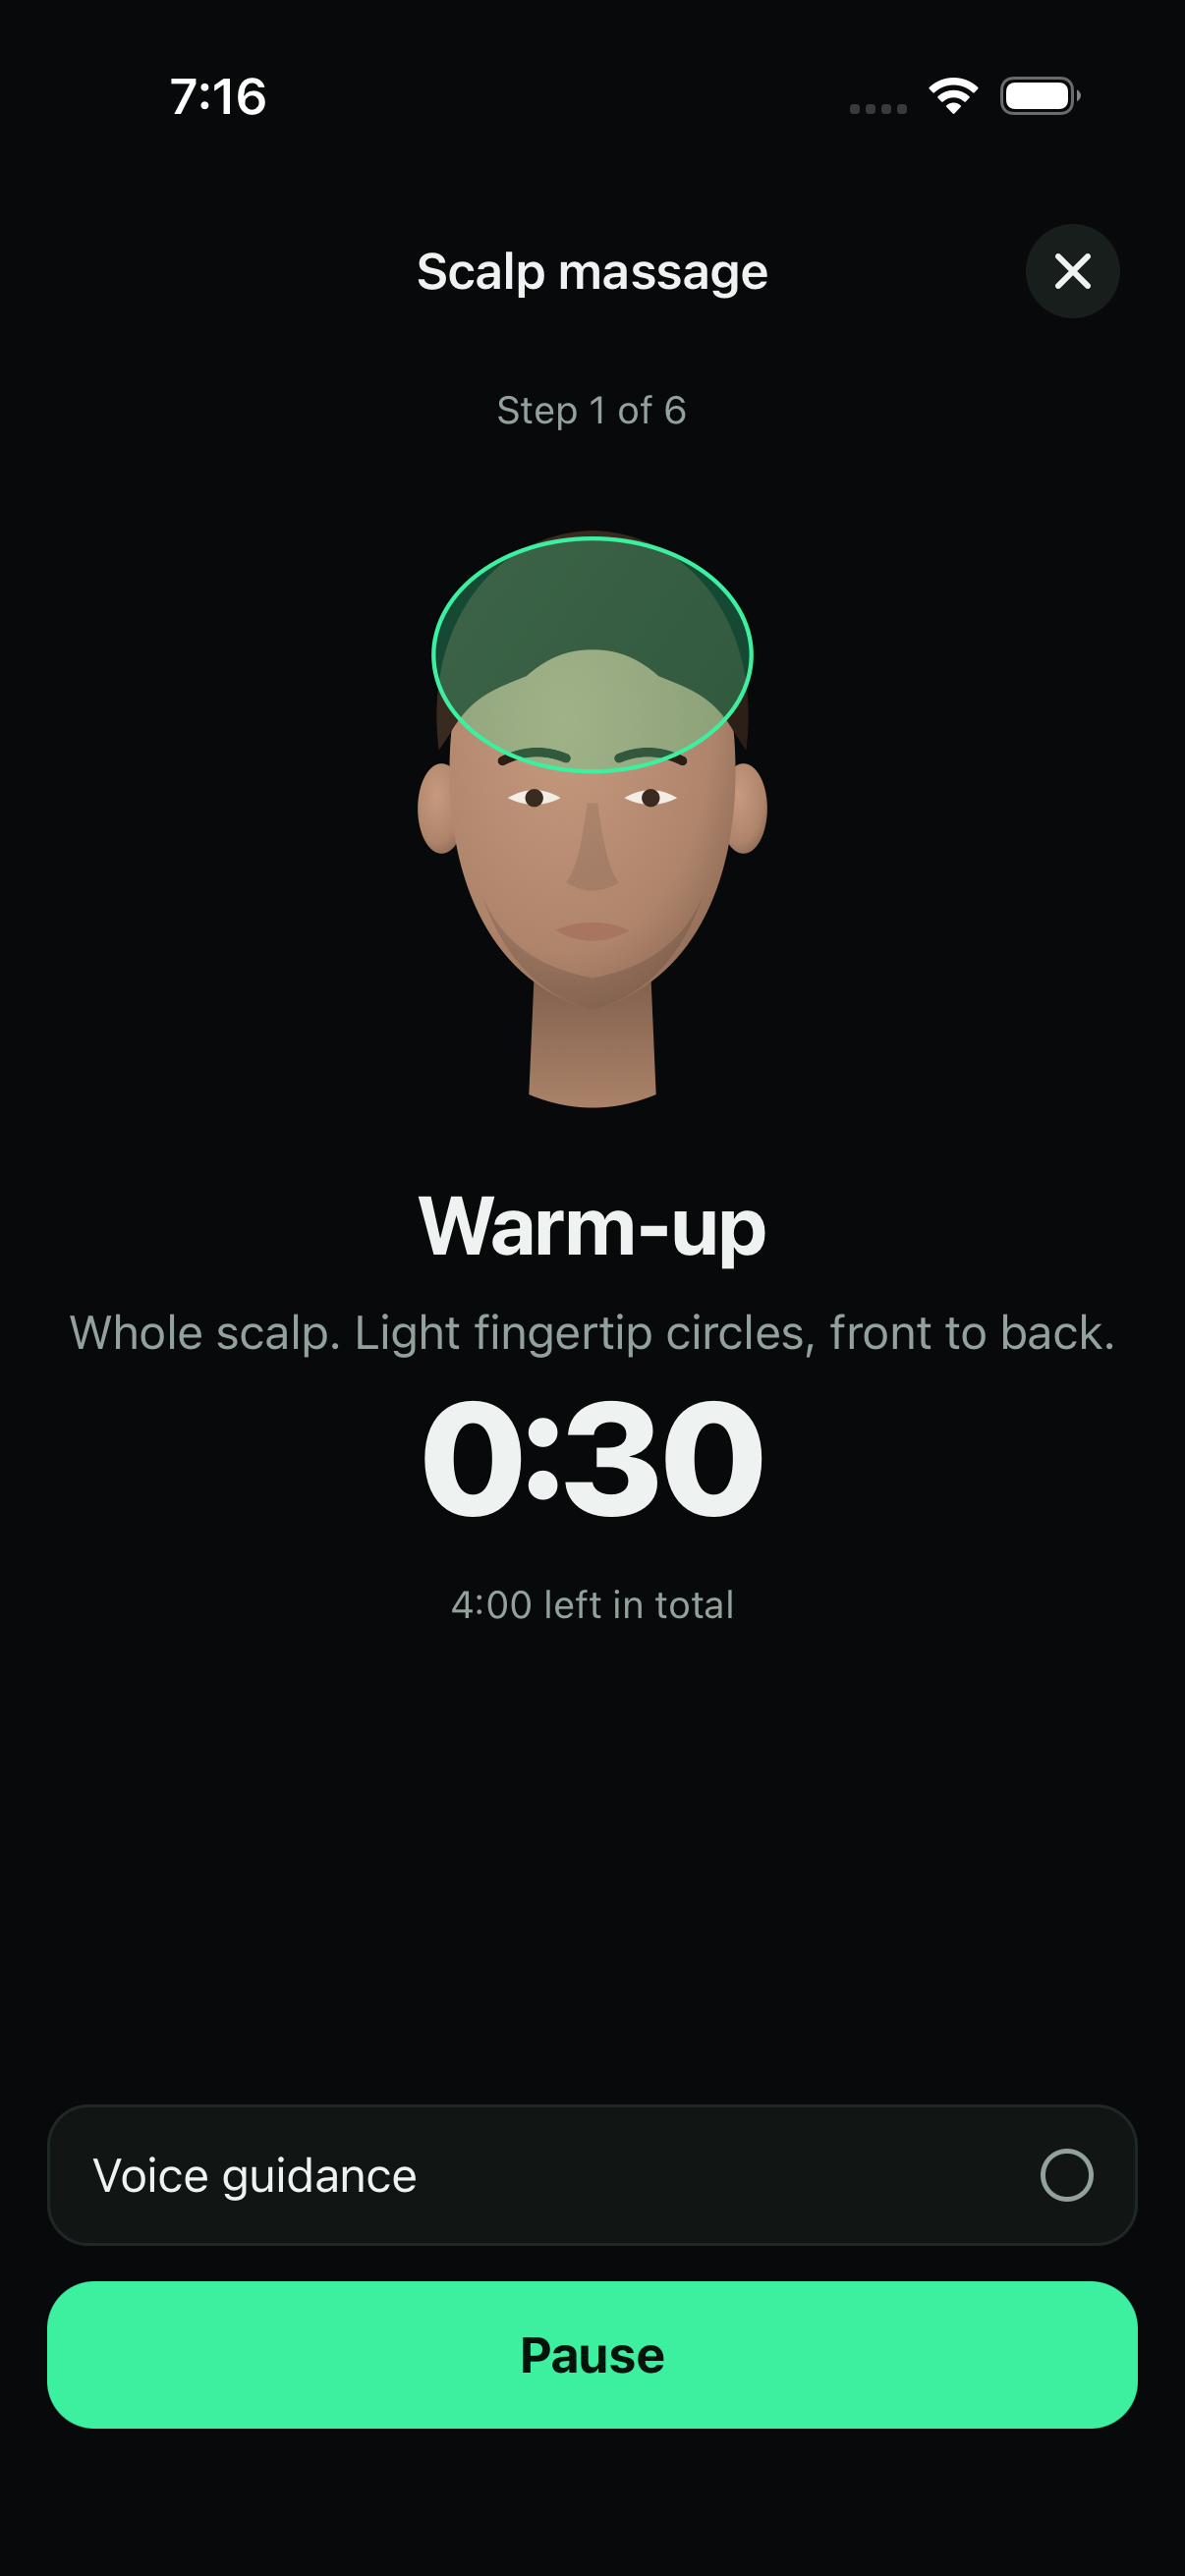 7:16
Scalp massage
Step 1 of 6
Warm-up
Whole scalp. Light fingertip circles, front to back.
0:30
4:00 left in total
Voice guidance
Pause